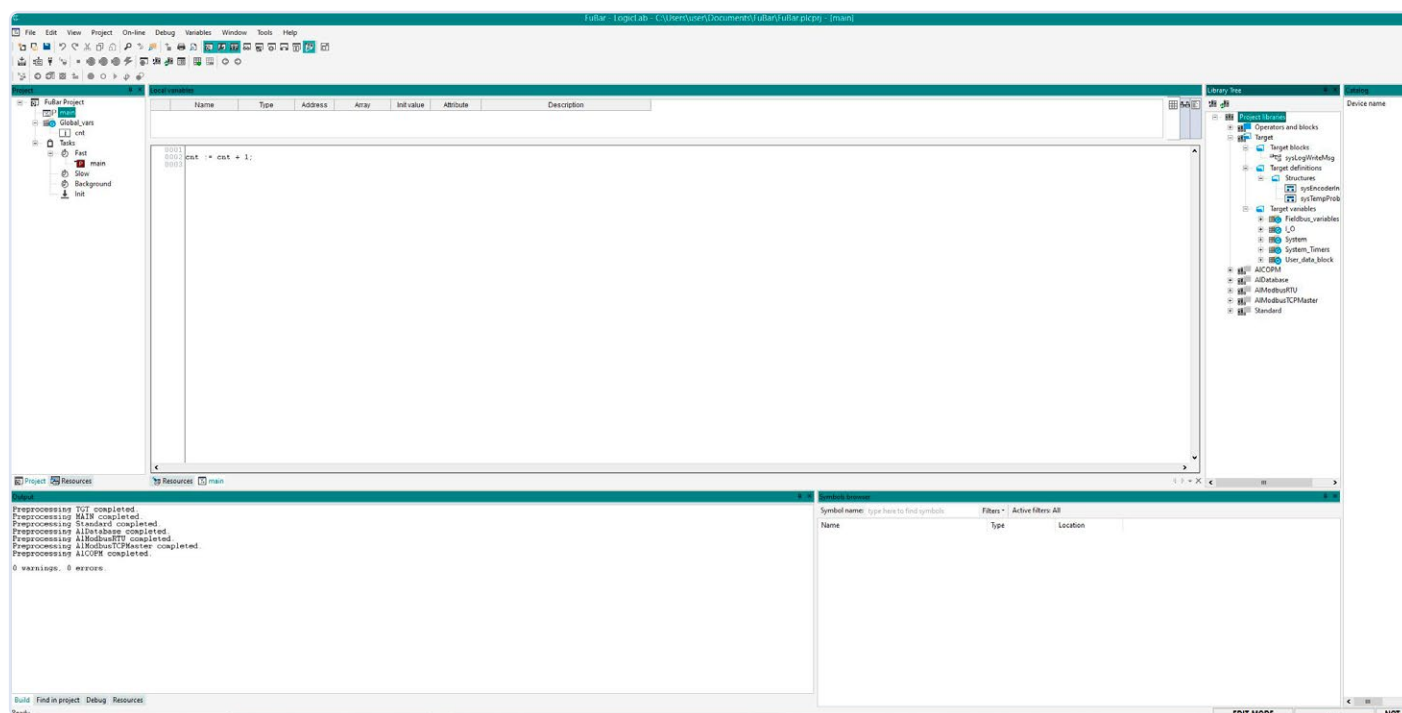 FuBar - LogicLab - C:\Users\user\Documents\FuBar\FuBar.plcprj - [main]
File Edit View Project On-line Debug Variables Window Tools Help
Project
FuBar Project
main
Global_vars
cnt
Tasks
Fast
main
Slow
Background
Init
Project Resources
Local variables
Name Type Address Array Init value Attribute Description
0001
0002 cnt := cnt + 1;
0003
Resources main
Library Tree
Project libraries
Operators and blocks
Target
Target blocks
sysLogWriteMsg
Target definitions
Structures
sysEncoderIn
sysTempProb
Target variables
Fieldbus_variables
I_O
System
System_Timers
User_data_block
AlCOPM
AlDatabase
AlModbusRTU
AlModbusTCPMaster
Standard
Catalog
Device name
Output
Preprocessing TGT completed.
Preprocessing MAIN completed.
Preprocessing Standard completed.
Preprocessing AlDatabase completed.
Preprocessing AlModbusRTU completed.
Preprocessing AlModbusTCPMaster completed.
Preprocessing AlCOPM completed.
0 warnings, 0 errors.
Build Find in project Debug Resources
Symbols browser
Symbol name: type here to find symbols Filters Active filters: All
Name Type Location
Ready
EDIT MODE NOT